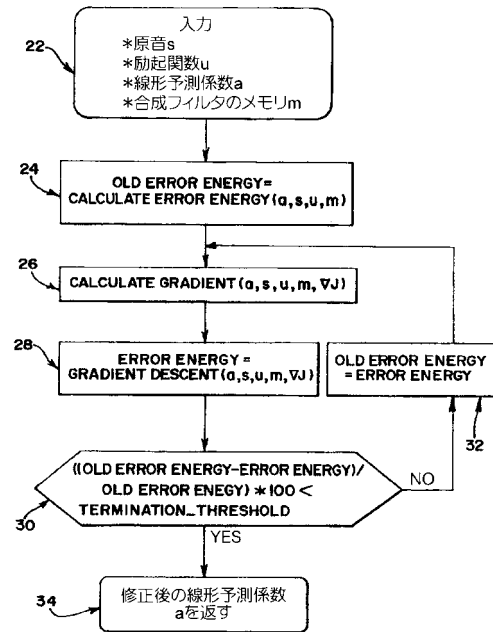 22
入力
*原音s
*励起関数u
*線形予測係数a
*合成フィルタのメモリm
24
OLD ERROR ENERGY=
CALCULATE ERROR ENERGY(a,s,u,m)
26
CALCULATE GRADIENT(a,s,u,m,∇J)
28
ERROR ENERGY=
GRADIENT DESCENT(a,s,u,m,∇J)
OLD ERROR ENERGY
=ERROR ENERGY
32
30
((OLD ERROR ENERGY-ERROR ENERGY)/
OLD ERROR ENEGY)*100<
TERMINATION_THRESHOLD
NO
YES
34
修正後の線形予測係数
aを返す